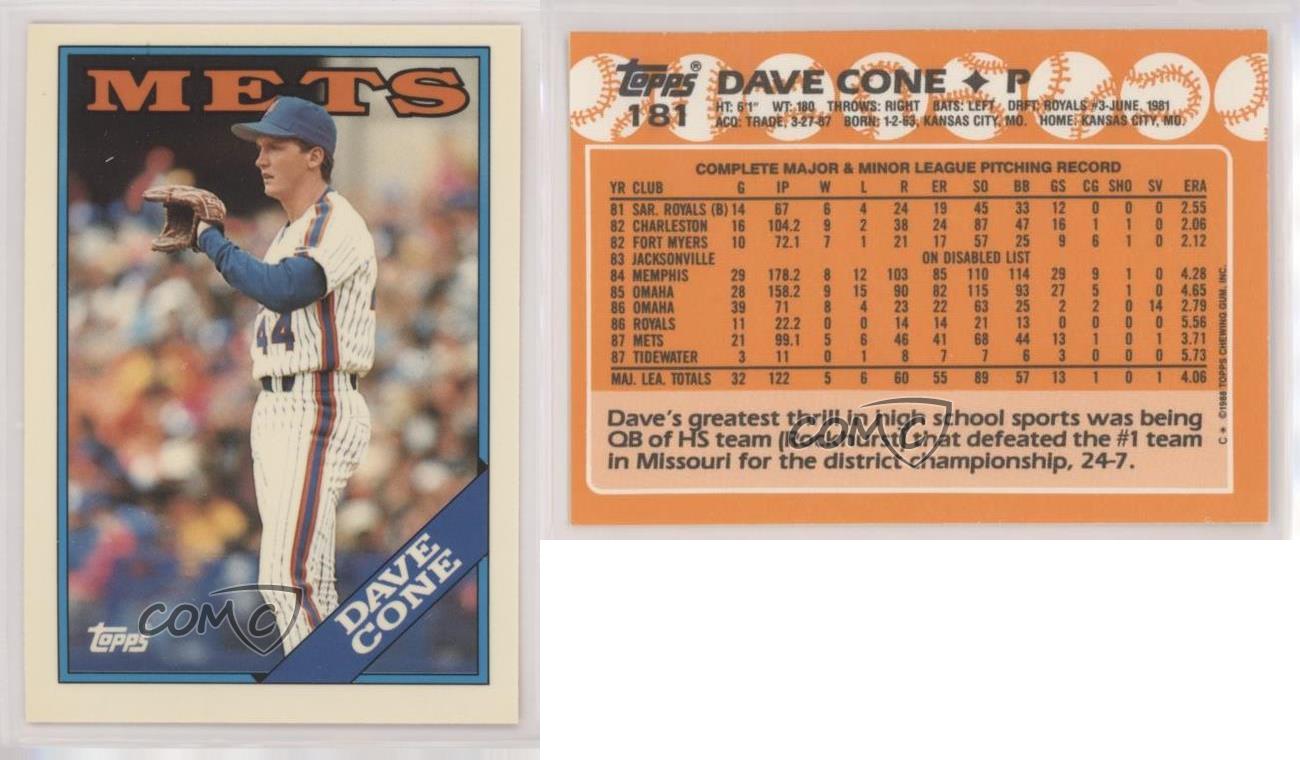 METS
44
DAVE
CONE
topps
COMC
topps® DAVE CONE ✦ P
181
HT: 6'1" WT: 180 THROWS: RIGHT BATS: LEFT DRFT: ROYALS #3-JUNE, 1981
ACQ: TRADE, 3-27-87 BORN: 1-2-63, KANSAS CITY, MO. HOME: KANSAS CITY, MO.
COMPLETE MAJOR & MINOR LEAGUE PITCHING RECORD
YR CLUB G IP W L R ER SO BB GS CG SHO SV ERA
81 SAR. ROYALS (B) 14 67 6 4 24 19 45 33 12 0 0 0 2.55
82 CHARLESTON 16 104.2 9 2 38 24 87 47 16 1 1 0 2.06
82 FORT MYERS 10 72.1 7 1 21 17 57 25 9 6 1 0 2.12
83 JACKSONVILLE ON DISABLED LIST
84 MEMPHIS 29 178.2 8 12 103 85 110 114 29 9 1 0 4.28
85 OMAHA 28 158.2 9 15 90 82 115 93 27 5 1 0 4.65
86 OMAHA 39 71 8 4 23 22 63 25 2 2 0 14 2.79
86 ROYALS 11 22.2 0 0 14 14 21 13 0 0 0 0 5.56
87 METS 21 99.1 5 6 46 41 68 44 13 1 0 1 3.71
87 TIDEWATER 3 11 0 1 8 7 7 6 3 0 0 0 5.73
MAJ. LEA. TOTALS 32 122 5 6 60 55 89 57 13 1 0 1 4.06
Dave's greatest thrill in high school sports was being
QB of HS team (Rockhurst) that defeated the #1 team
in Missouri for the district championship, 24-7.
COMC
C* ©1988 TOPPS CHEWING GUM, INC.